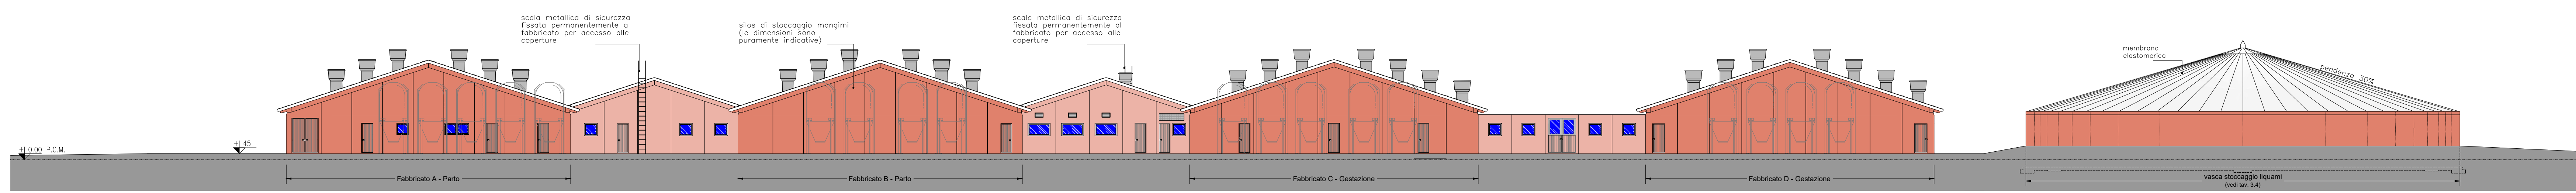 scala metallica di sicurezza
fissata permanentemente al
fabbricato per accesso alle
coperture
silos di stoccaggio mangimi
(le dimensioni sono
puramente indicative)
scala metallica di sicurezza
fissata permanentemente al
fabbricato per accesso alle
coperture
membrana
elastomerica
pendenza 30%
±| 0.00 P.C.M.
+| 45
Fabbricato A - Parto
Fabbricato B - Parto
Fabbricato C - Gestazione
Fabbricato D - Gestazione
vasca stoccaggio liquami
(vedi tav. 3.4)